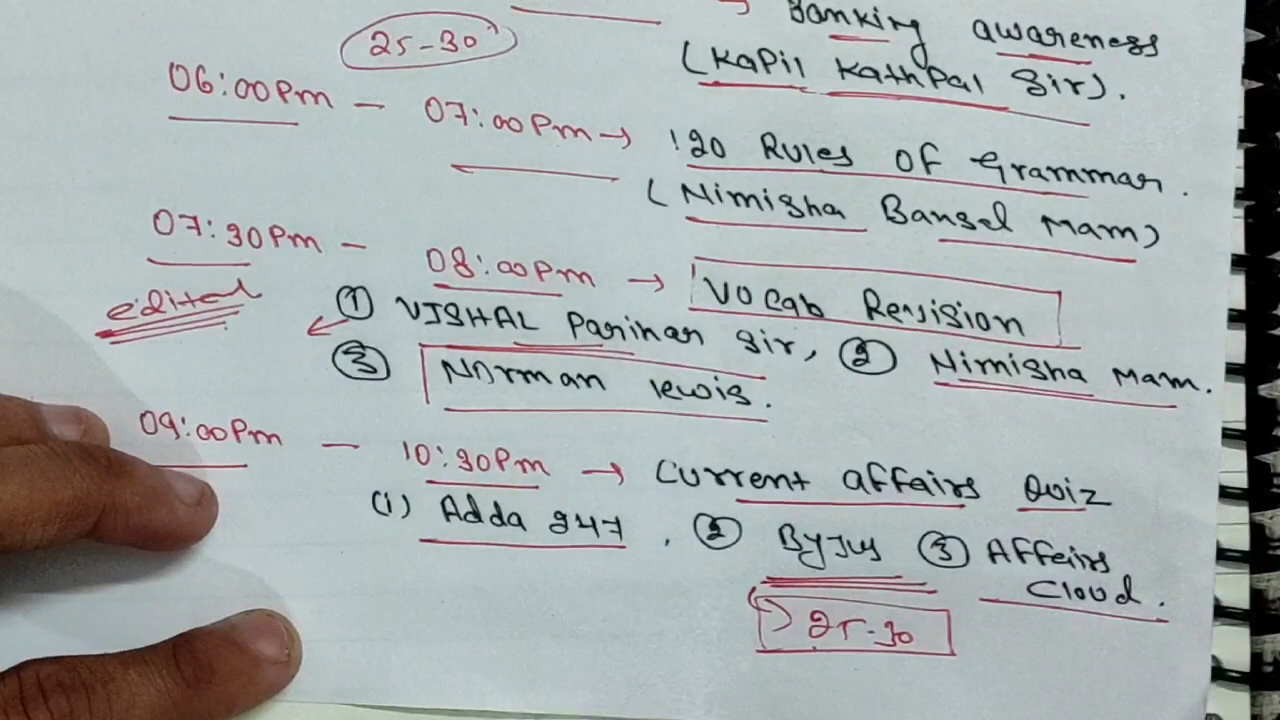 → Banking awareness
25-30
(Kapil Kathpal Sir).
06:00Pm - 07:00Pm → 120 Rules Of Grammar.
(Nimisha Bansal Mam)
07:30Pm - 08:00Pm → Vocab Revision
edited
① VISHAL Parihar Sir, ② Nimisha Mam.
③ Norman lewis.
09:00Pm - 10:30Pm → Current affairs Quiz
(1) Adda 247, ② Byjus ③ Affairs
Cloud.
25-30